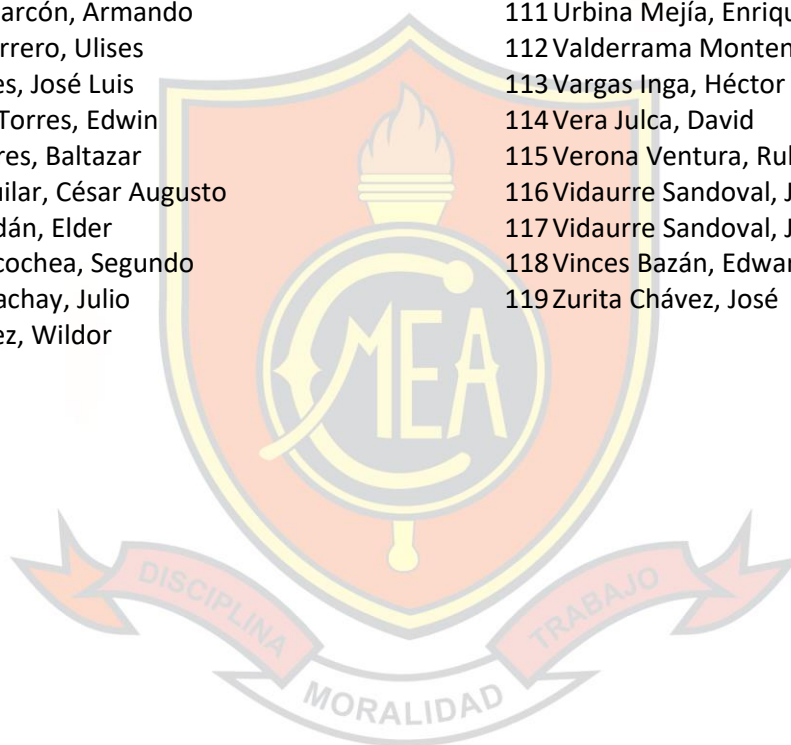 arcón, Armando
rrero, Ulises
es, José Luis
Torres, Edwin
res, Baltazar
uilar, César Augusto
dán, Elder
cochea, Segundo
achay, Julio
ez, Wildor
111 Urbina Mejía, Enriqu
112 Valderrama Monten
113 Vargas Inga, Héctor
114 Vera Julca, David
115 Verona Ventura, Rul
116 Vidaurre Sandoval, J
117 Vidaurre Sandoval, J
118 Vinces Bazán, Edwar
119 Zurita Chávez, José
CMEA
DISCIPLINA
MORALIDAD
TRABAJO